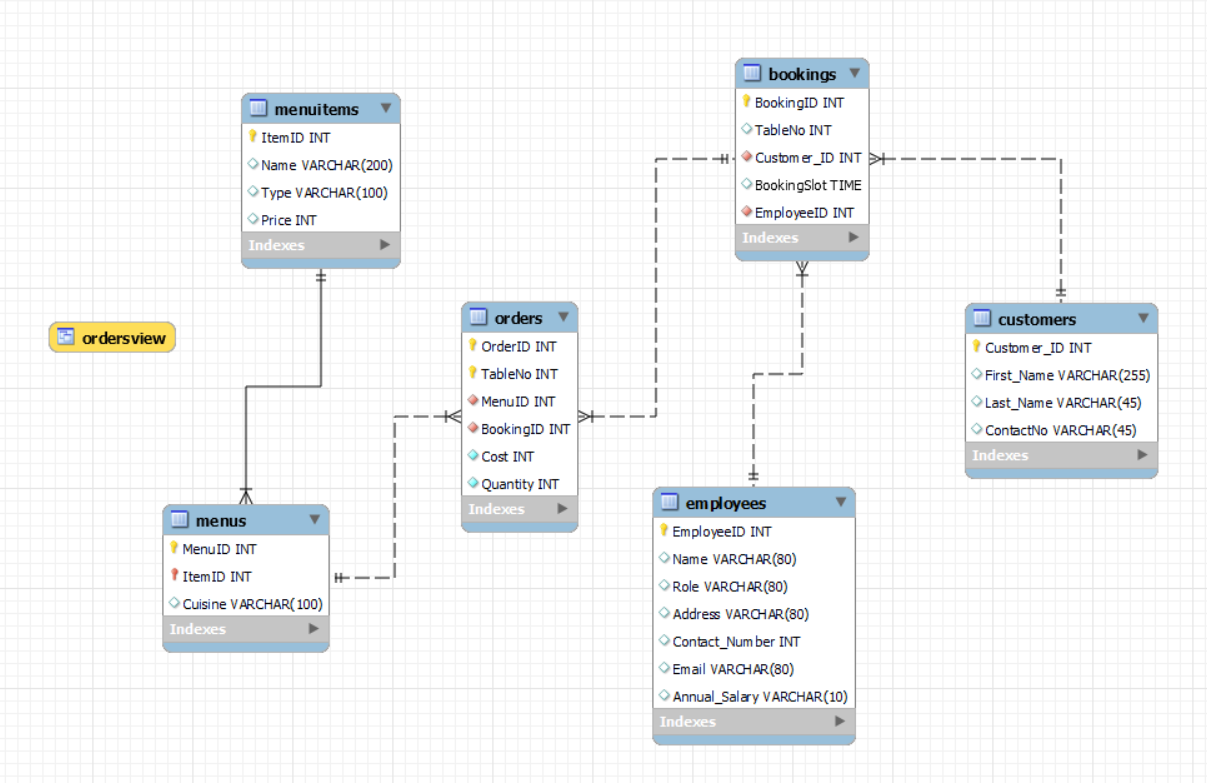 menuitems
ItemID INT
Name VARCHAR(200)
Type VARCHAR(100)
Price INT
Indexes
ordersview
menus
MenuID INT
ItemID INT
Cuisine VARCHAR(100)
Indexes
orders
OrderID INT
TableNo INT
MenuID INT
BookingID INT
Cost INT
Quantity INT
Indexes
bookings
BookingID INT
TableNo INT
Customer_ID INT
BookingSlot TIME
EmployeeID INT
Indexes
employees
EmployeeID INT
Name VARCHAR(80)
Role VARCHAR(80)
Address VARCHAR(80)
Contact_Number INT
Email VARCHAR(80)
Annual_Salary VARCHAR(10)
Indexes
customers
Customer_ID INT
First_Name VARCHAR(255)
Last_Name VARCHAR(45)
ContactNo VARCHAR(45)
Indexes